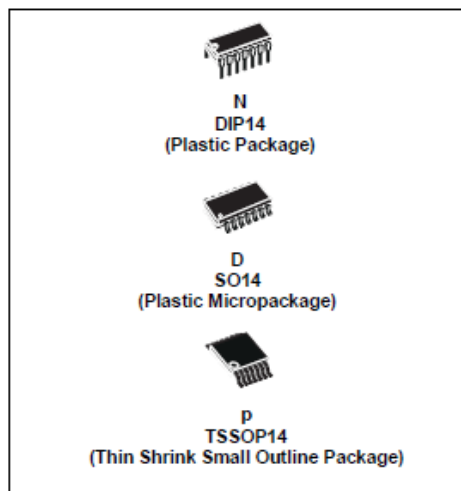 N
DIP14
(Plastic Package)
D
SO14
(Plastic Micropackage)
p
TSSOP14
(Thin Shrink Small Outline Package)